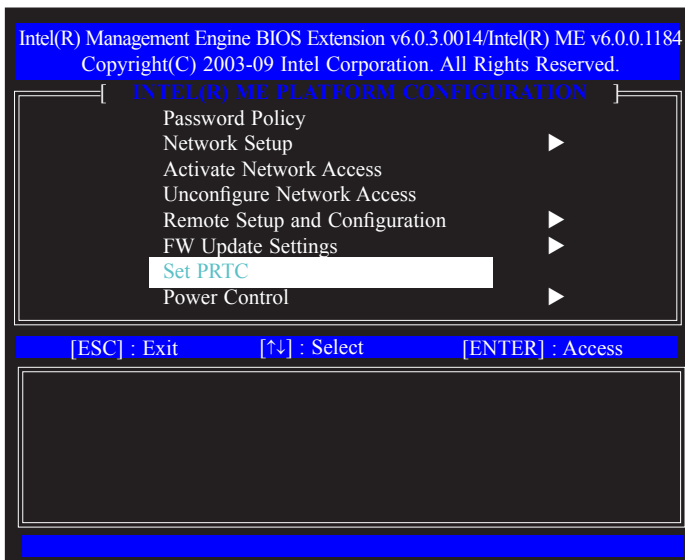 Intel(R) Management Engine BIOS Extension v6.0.3.0014/Intel(R) ME v6.0.0.1184
Copyright(C) 2003-09 Intel Corporation. All Rights Reserved.
[ INTEL(R) ME PLATFORM CONFIGURATION ]
Password Policy
Network Setup ▶
Activate Network Access
Unconfigure Network Access
Remote Setup and Configuration ▶
FW Update Settings ▶
Set PRTC
Power Control ▶
[ESC] : Exit [↑↓] : Select [ENTER] : Access